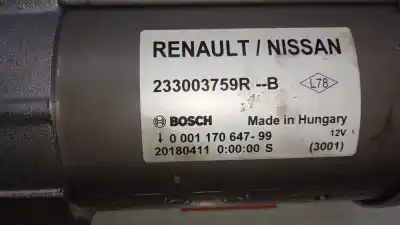 RENAULT / NISSAN
233003759R --B L78
BOSCH Made in Hungary
0 001 170 647-99 12V
20180411 0:00:00 S (3001)